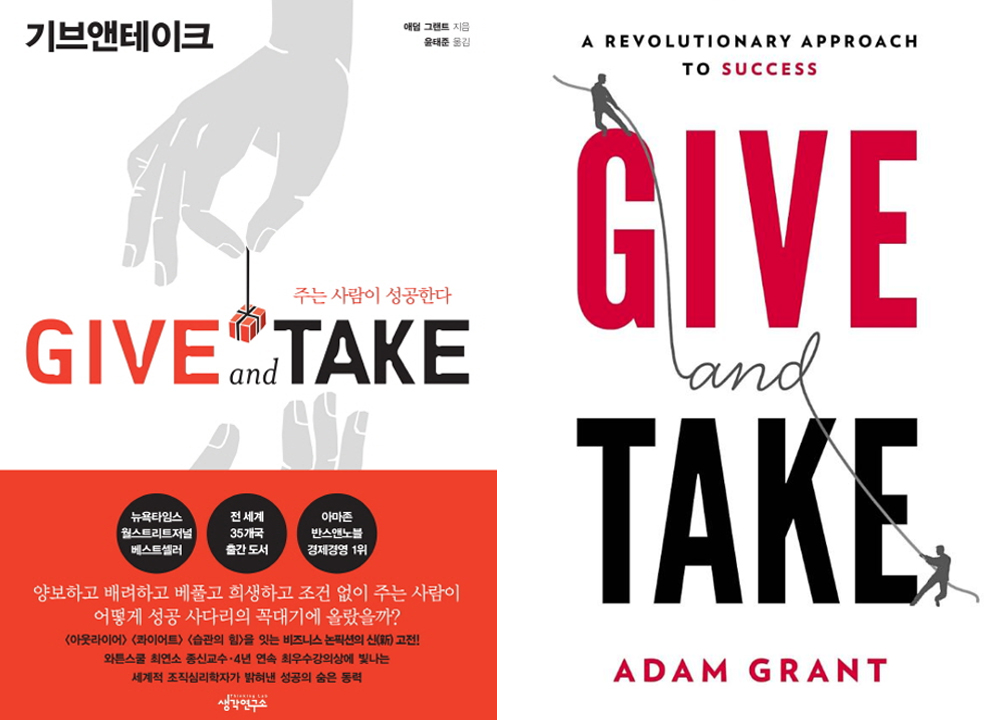 기브앤테이크
애덤 그랜트 지음
윤태준 옮김
주는 사람이 성공한다
GIVE and TAKE
뉴욕타임스
월스트리트저널
베스트셀러
전 세계
35개국
출간 도서
아마존
반스앤노블
경제경영 1위
양보하고 배려하고 베풀고 희생하고 조건 없이 주는 사람이
어떻게 성공 사다리의 꼭대기에 올랐을까?
〈아웃라이어〉 〈콰이어트〉 〈습관의 힘〉을 잇는 비즈니스 논픽션의 신(新) 고전!
와튼스쿨 최연소 종신교수·4년 연속 최우수강의상에 빛나는
세계적 조직심리학자가 밝혀낸 성공의 숨은 동력
Thinking Lab
생각연구소
A REVOLUTIONARY APPROACH
TO SUCCESS
GIVE
and
TAKE
ADAM GRANT